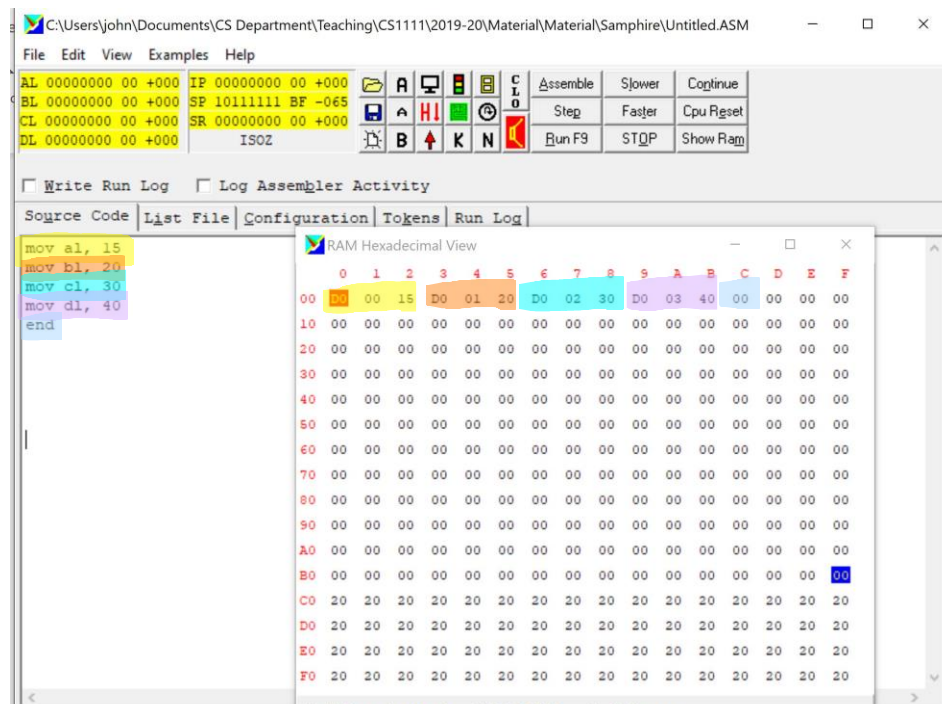 C:\Users\john\Documents\CS Department\Teaching\CS1111\2019-20\Material\Material\Samphire\Untitled.ASM
File Edit View Examples Help
AL 00000000 00 +000 IP 00000000 00 +000
BL 00000000 00 +000 SP 10111111 BF -065
CL 00000000 00 +000 SR 00000000 00 +000
DL 00000000 00 +000 ISOZ
A CLO Assemble Slower Continue
A H Step Faster Cpu Reset
B K N Run F9 STOP Show Ram
Write Run Log Log Assembler Activity
Source Code List File Configuration Tokens Run Log
mov al, 15
mov bl, 20
mov cl, 30
mov dl, 40
end
RAM Hexadecimal View
0 1 2 3 4 5 6 7 8 9 A B C D E F
00 D0 00 15 D0 01 20 D0 02 30 D0 03 40 00 00 00 00
10 00 00 00 00 00 00 00 00 00 00 00 00 00 00 00 00
20 00 00 00 00 00 00 00 00 00 00 00 00 00 00 00 00
30 00 00 00 00 00 00 00 00 00 00 00 00 00 00 00 00
40 00 00 00 00 00 00 00 00 00 00 00 00 00 00 00 00
50 00 00 00 00 00 00 00 00 00 00 00 00 00 00 00 00
60 00 00 00 00 00 00 00 00 00 00 00 00 00 00 00 00
70 00 00 00 00 00 00 00 00 00 00 00 00 00 00 00 00
80 00 00 00 00 00 00 00 00 00 00 00 00 00 00 00 00
90 00 00 00 00 00 00 00 00 00 00 00 00 00 00 00 00
A0 00 00 00 00 00 00 00 00 00 00 00 00 00 00 00 00
B0 00 00 00 00 00 00 00 00 00 00 00 00 00 00 00 00
C0 20 20 20 20 20 20 20 20 20 20 20 20 20 20 20 20
D0 20 20 20 20 20 20 20 20 20 20 20 20 20 20 20 20
E0 20 20 20 20 20 20 20 20 20 20 20 20 20 20 20 20
F0 20 20 20 20 20 20 20 20 20 20 20 20 20 20 20 20